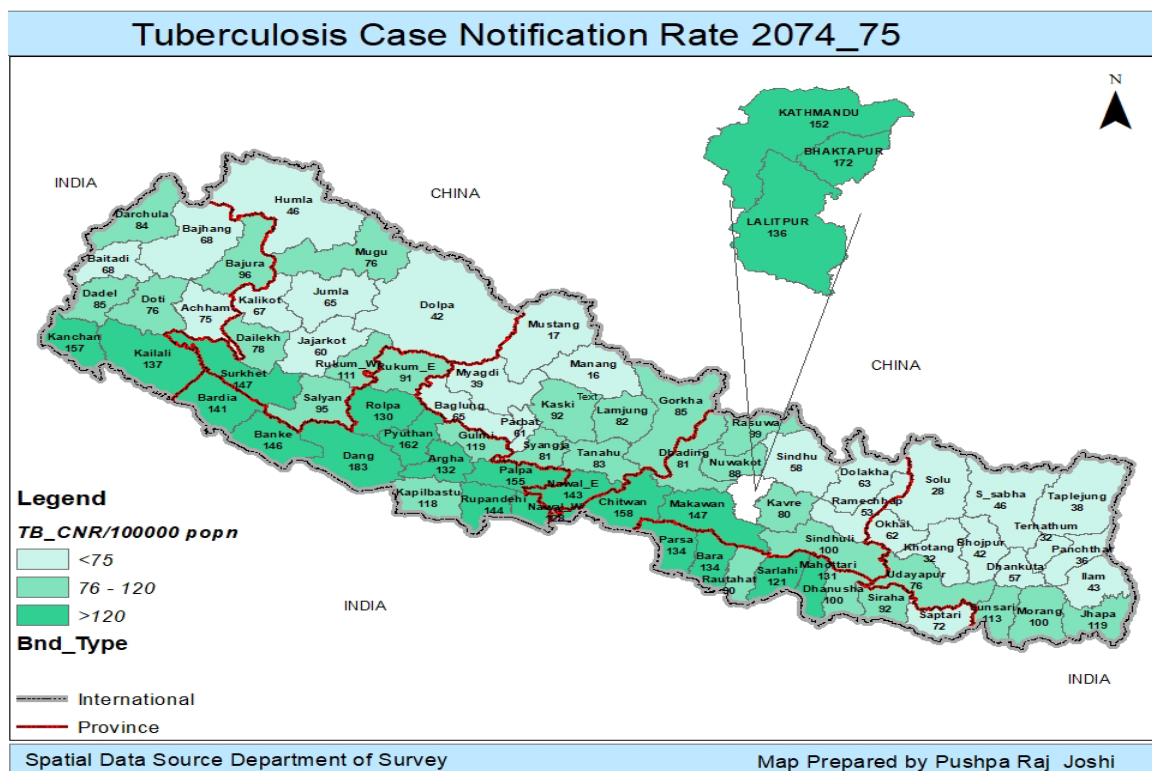 Tuberculosis Case Notification Rate 2074_75
N
KATHMANDU
152
BHAKTAPUR
172
LALITPUR
136
INDIA
CHINA
Humla
46
Darchula
84
Bajhang
68
Baitadi
68
Bajura
96
Mugu
76
Dadel
85
Doti
76
Achham
75
Kalikot
67
Jumla
65
Dolpa
42
Kanchan
157
Kailali
137
Dailekh
78
Jajarkot
60
Rukum_W
111
Rukum_E
91
Surkhet
147
Bardia
141
Salyan
95
Rolpa
130
Banke
146
Dang
183
Pyuthan
162
Mustang
17
Manang
16
Myagdi
39
Baglung
65
Parbat
61
Text
Kaski
92
Lamjung
82
Gorkha
85
Gulmi
119
Syangja
81
Tanahu
83
Argha
132
Palpa
155
Kapilbastu
118
Rupandehi
144
Nawal_E
143
Nawal_W
Chitwan
158
CHINA
Rasuwa
99
Dhading
81
Nuwakot
88
Sindhu
58
Dolakha
63
Ramechhap
53
Kavre
80
Makawan
147
Sindhuli
100
Parsa
134
Bara
134
Rautahat
90
Sarlahi
121
Mahottari
131
Dhanusha
100
Siraha
92
Saptari
72
Solu
28
S_sabha
46
Taplejung
38
Okhal
62
Khotang
32
Bhojpur
42
Terhathum
32
Panchthar
36
Dhankuta
57
Ilam
43
Udayapur
76
Sunsari
113
Morang
100
Jhapa
119
INDIA
INDIA
Legend
TB_CNR/100000 popn
<75
76 - 120
>120
Bnd_Type
International
Province
Spatial Data Source Department of Survey
Map Prepared by Pushpa Raj Joshi